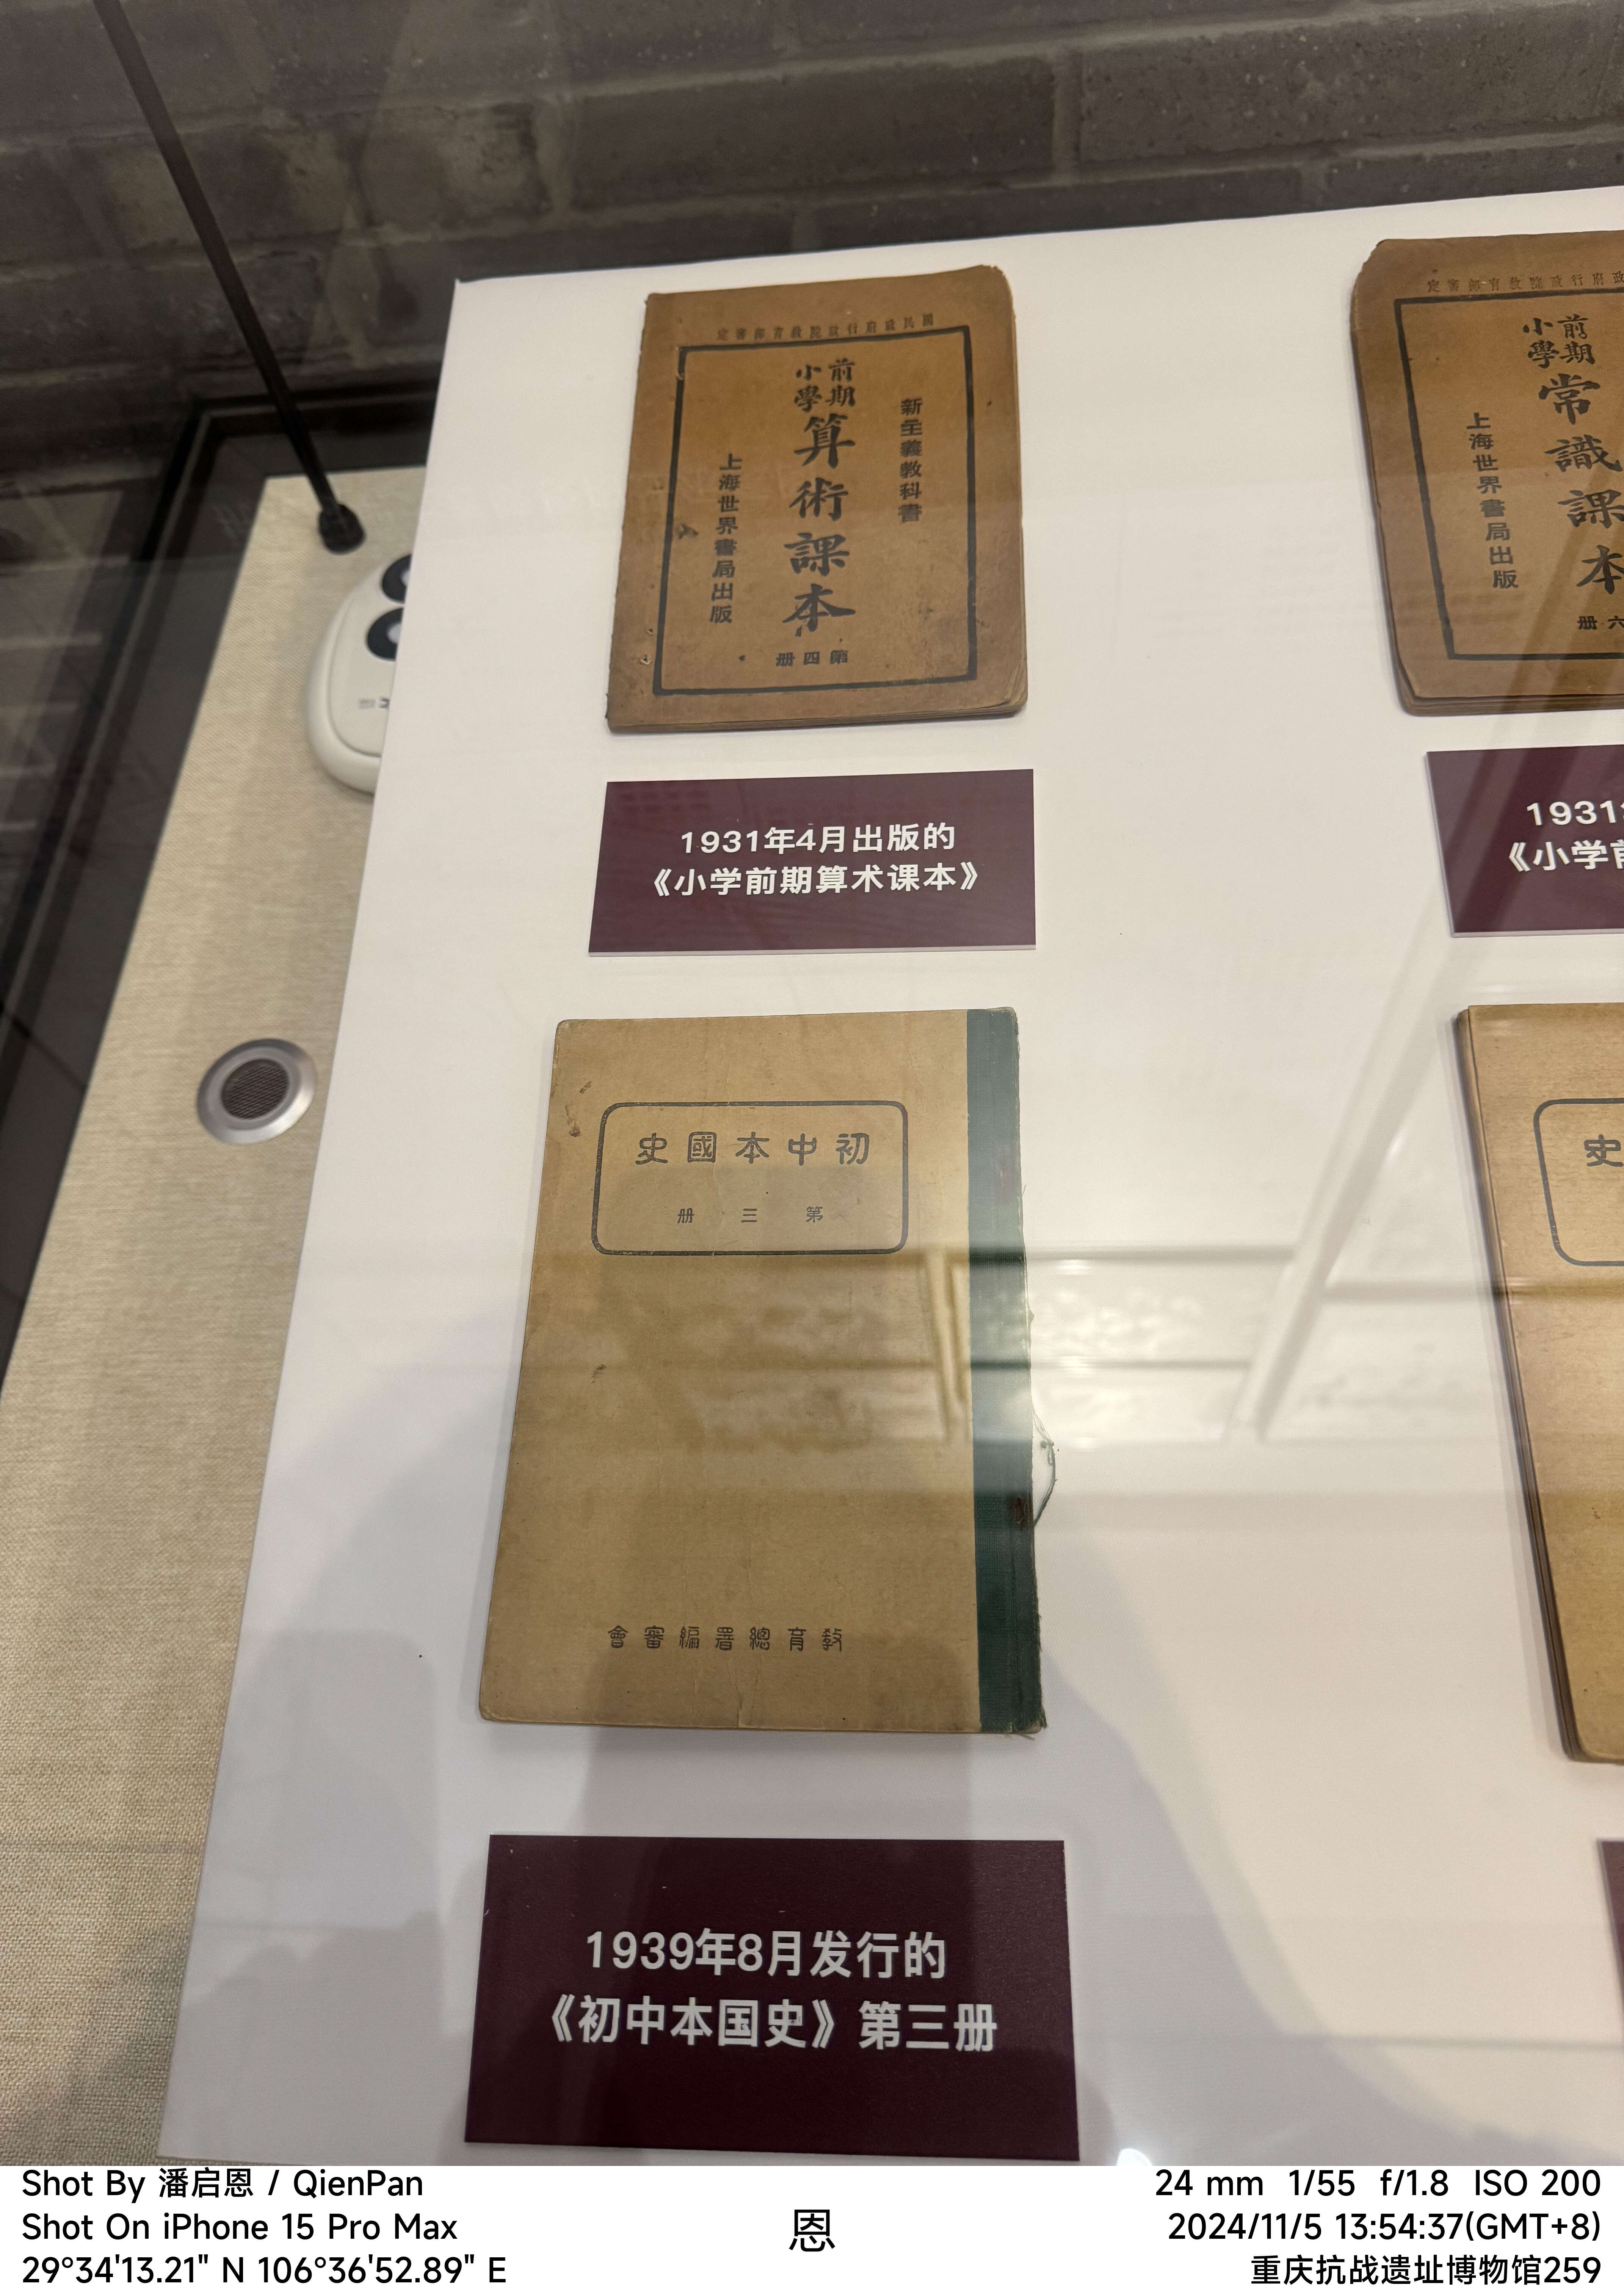 國民政府行政院教育部審定
新主義教科書
前期
小學
算術課本
上海世界書局出版
第四册
政府行政院教育部審定
前期
小學
常識課本
上海世界書局出版
六册
1931年4月出版的
《小学前期算术课本》
1931
《小学前
初中本國史
第三册
教育總署編審會
史
1939年8月发行的
《初中本国史》第三册
Shot By 潘启恩 / QienPan
Shot On iPhone 15 Pro Max
29°34'13.21" N 106°36'52.89" E
恩
24 mm 1/55 f/1.8 ISO 200
2024/11/5 13:54:37(GMT+8)
重庆抗战遗址博物馆259